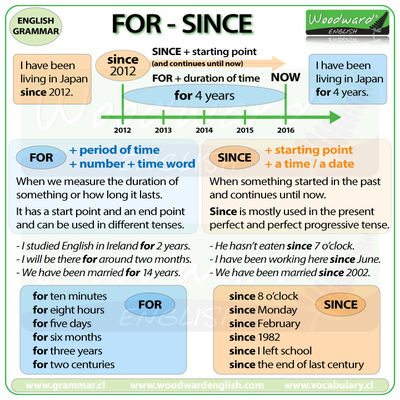 ENGLISH
GRAMMAR
FOR - SINCE
Woodward
ENGLISH
I have been
living in Japan
since 2012.
since
2012
SINCE + starting point
(and continues until now)
FOR + duration of time
NOW
for 4 years
2012 2013 2014 2015 2016
I have been
living in Japan
for 4 years.
FOR
+ period of time
+ number + time word
When we measure the duration of
something or how long it lasts.
It has a start point and an end point
and can be used in different tenses.
- I studied English in Ireland for 2 years.
- I will be there for around two months.
- We have been married for 14 years.
SINCE
+ starting point
+ a time / a date
When something started in the past
and continues until now.
Since is mostly used in the present
perfect and perfect progressive tense.
- He hasn't eaten since 7 o'clock.
- I have been working here since June.
- We have been married since 2002.
for ten minutes
for eight hours
for five days
for six months
for three years
for two centuries
FOR
since 8 o'clock
since Monday
since February
since 1982
since I left school
since the end of last century
SINCE
www.grammar.cl
www.woodwardenglish.com
www.vocabulary.cl